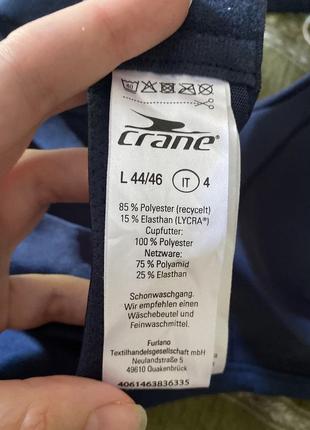 40
crane®
L 44/46 IT 4
85 % Polyester (recycelt)
15 % Elasthan (LYCRA®)
Cupfutter:
100 % Polyester
Netzware:
75 % Polyamid
25 % Elasthan
Schonwaschgang.
Wir empfehlen einen
Wäschebeutel und
Feinwaschmittel.
Furlano
Textilhandelsgesellschaft mbH
Neulandstraße 5
49610 Quakenbrück
4061463836335